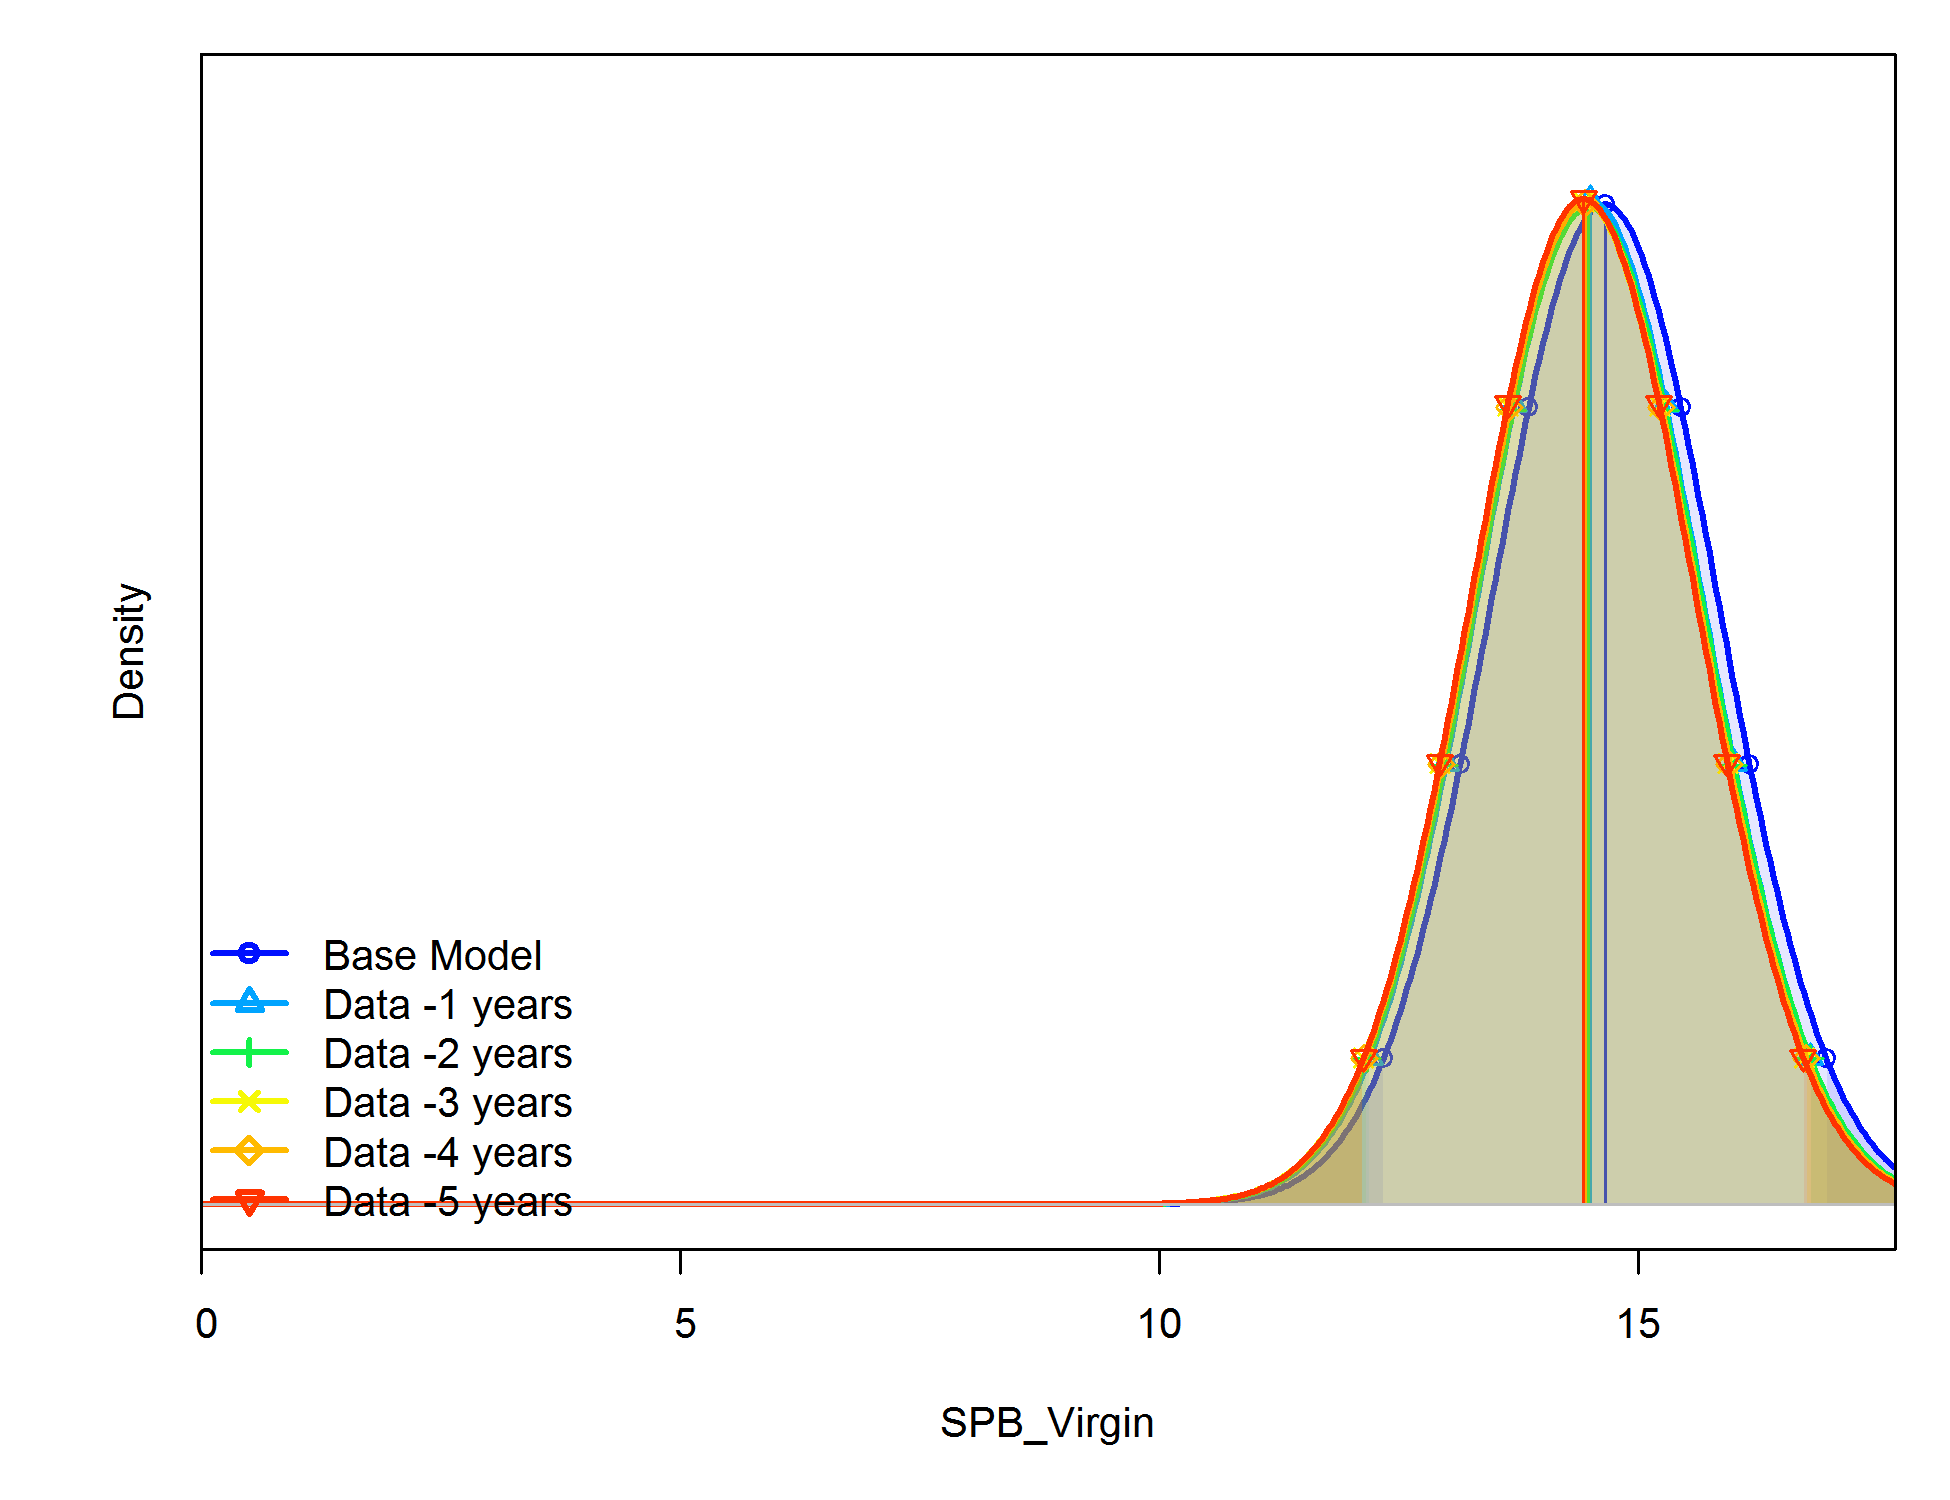 Density
Base Model
Data -1 years
Data -2 years
Data -3 years
Data -4 years
Data -5 years
0 5 10 15
SPB_Virgin